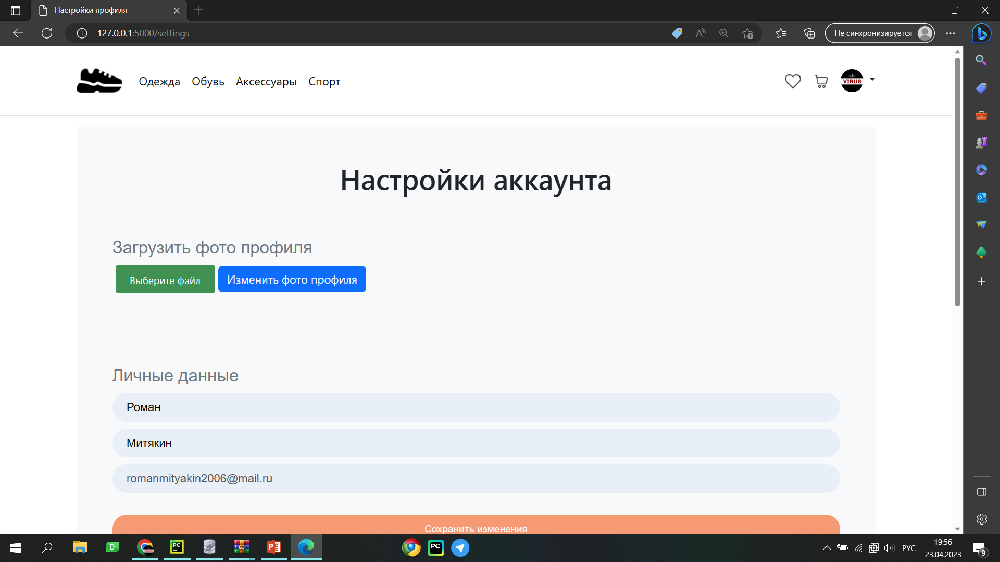 Настройки профиля
127.0.0.1:5000/settings
Не синхронизируется
Одежда Обувь Аксессуары Спорт
VIRUS
Настройки аккаунта
Загрузить фото профиля
Выберите файл Изменить фото профиля
Личные данные
Роман
Митякин
romanmityakin2006@mail.ru
Сохранить изменения
РУС
19:56
23.04.2023
9